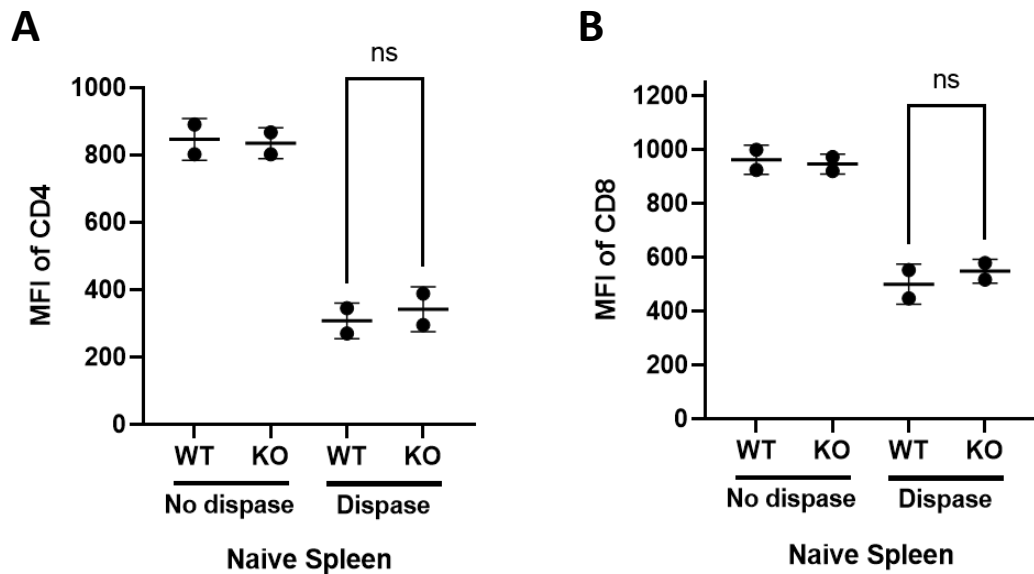 A
ns
1000
800
600
400
200
0
MFI of CD4
WT KO WT KO
No dispase Dispase
Naive Spleen
B
ns
1200
1000
800
600
400
200
0
MFI of CD8
WT KO WT KO
No dispase Dispase
Naive Spleen